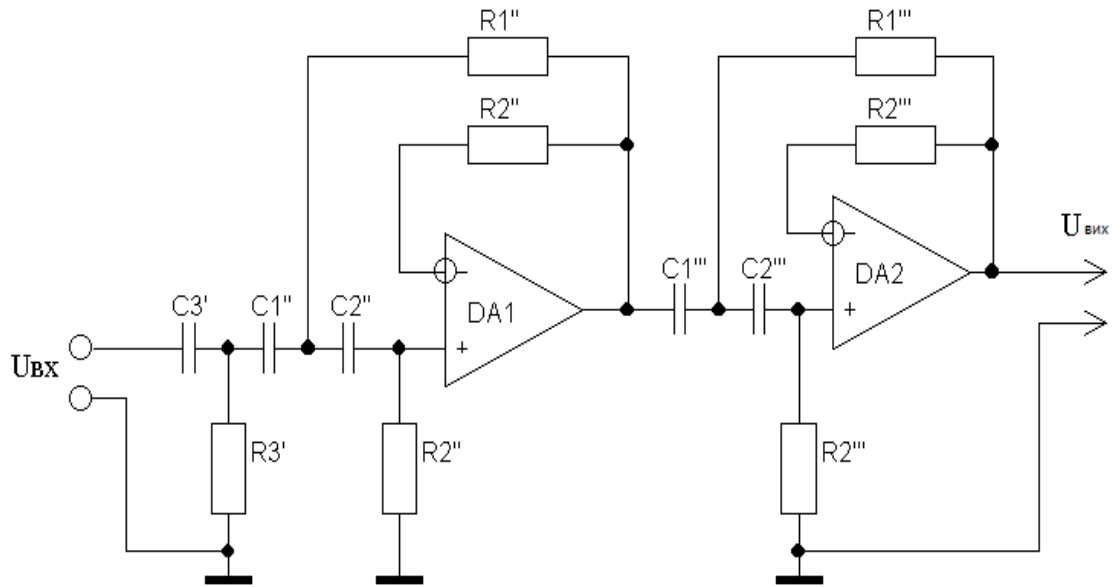 R1"
R1'''
R2"
R2'''
U вих
DA1
DA2
C3' C1" C2"
C1''' C2'''
Uвх
R3'
R2"
R2'''
-
+
-
+